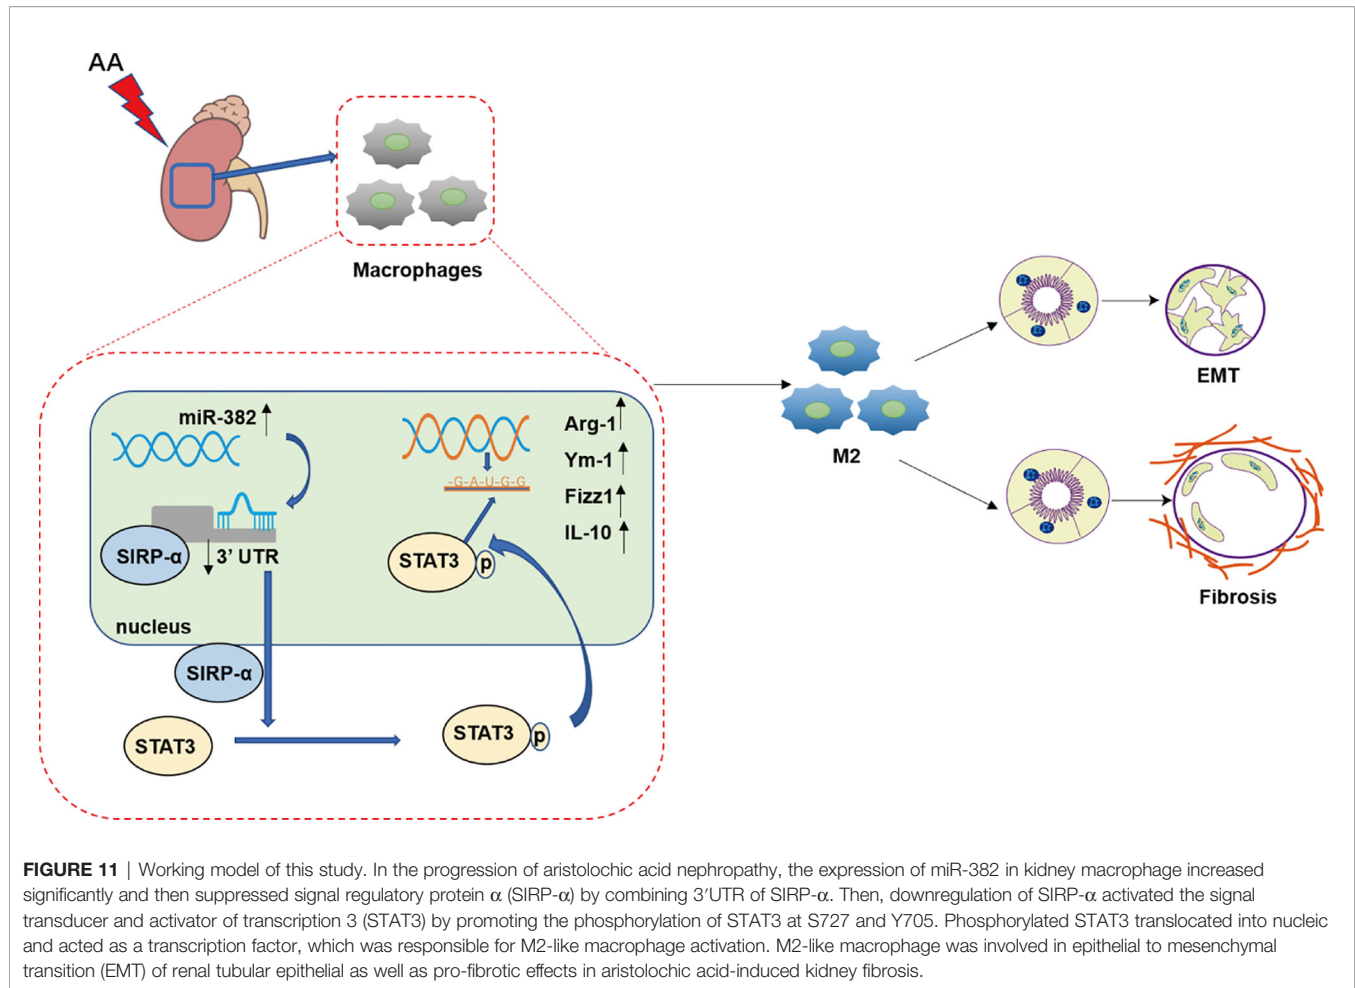 AA
Macrophages
miR-382
Arg-1
Ym-1
Fizz1
IL-10
-G-A-U-G-G
SIRP-α
3' UTR
STAT3
p
nucleus
SIRP-α
STAT3
STAT3
p
M2
EMT
Fibrosis
FIGURE 11 | Working model of this study. In the progression of aristolochic acid nephropathy, the expression of miR-382 in kidney macrophage increased
significantly and then suppressed signal regulatory protein α (SIRP-α) by combining 3′UTR of SIRP-α. Then, downregulation of SIRP-α activated the signal
transducer and activator of transcription 3 (STAT3) by promoting the phosphorylation of STAT3 at S727 and Y705. Phosphorylated STAT3 translocated into nucleic
and acted as a transcription factor, which was responsible for M2-like macrophage activation. M2-like macrophage was involved in epithelial to mesenchymal
transition (EMT) of renal tubular epithelial as well as pro-fibrotic effects in aristolochic acid-induced kidney fibrosis.